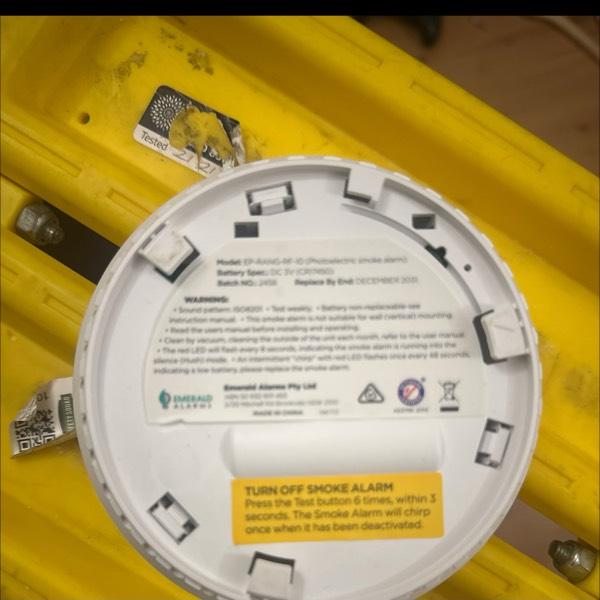 Tested
Model: EP-RANG-RF-10 (Photoelectric smoke alarm)
Battery Spec.: DC 3V (CR17450)
Batch NO.: 2456 Replace By End: DECEMBER 2031
WARNING:
• Sound pattern: ISO8201 • Test weekly. • Battery non-replaceable-see
instruction manual. • This smoke alarm is not suitable for wall (vertical) mounting.
• Read the users manual before installing and operating.
• Clean by vacuum, cleaning the outside of the unit each month, refer to the user manual.
• The red LED will flash every 8 seconds, indicating the smoke alarm is running into the
silence (Hush) mode. • An intermittent "chirp" with red LED flashes once every 48 seconds,
indicating a low battery, please replace the smoke alarm.
EMERALD
ALARMS
Emerald Alarms Pty Ltd
MADE IN CHINA
TURN OFF SMOKE ALARM
Press the Test button 6 times, within 3
seconds. The Smoke Alarm will chirp
once when it has been deactivated.